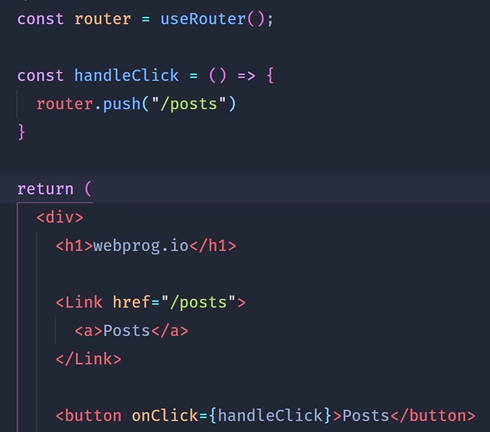 const router = useRouter();
const handleClick = () => {
router.push("/posts")
}
return (
<div>
<h1>webprog.io</h1>
<Link href="/posts">
<a>Posts</a>
</Link>
<button onClick={handleClick}>Posts</button>